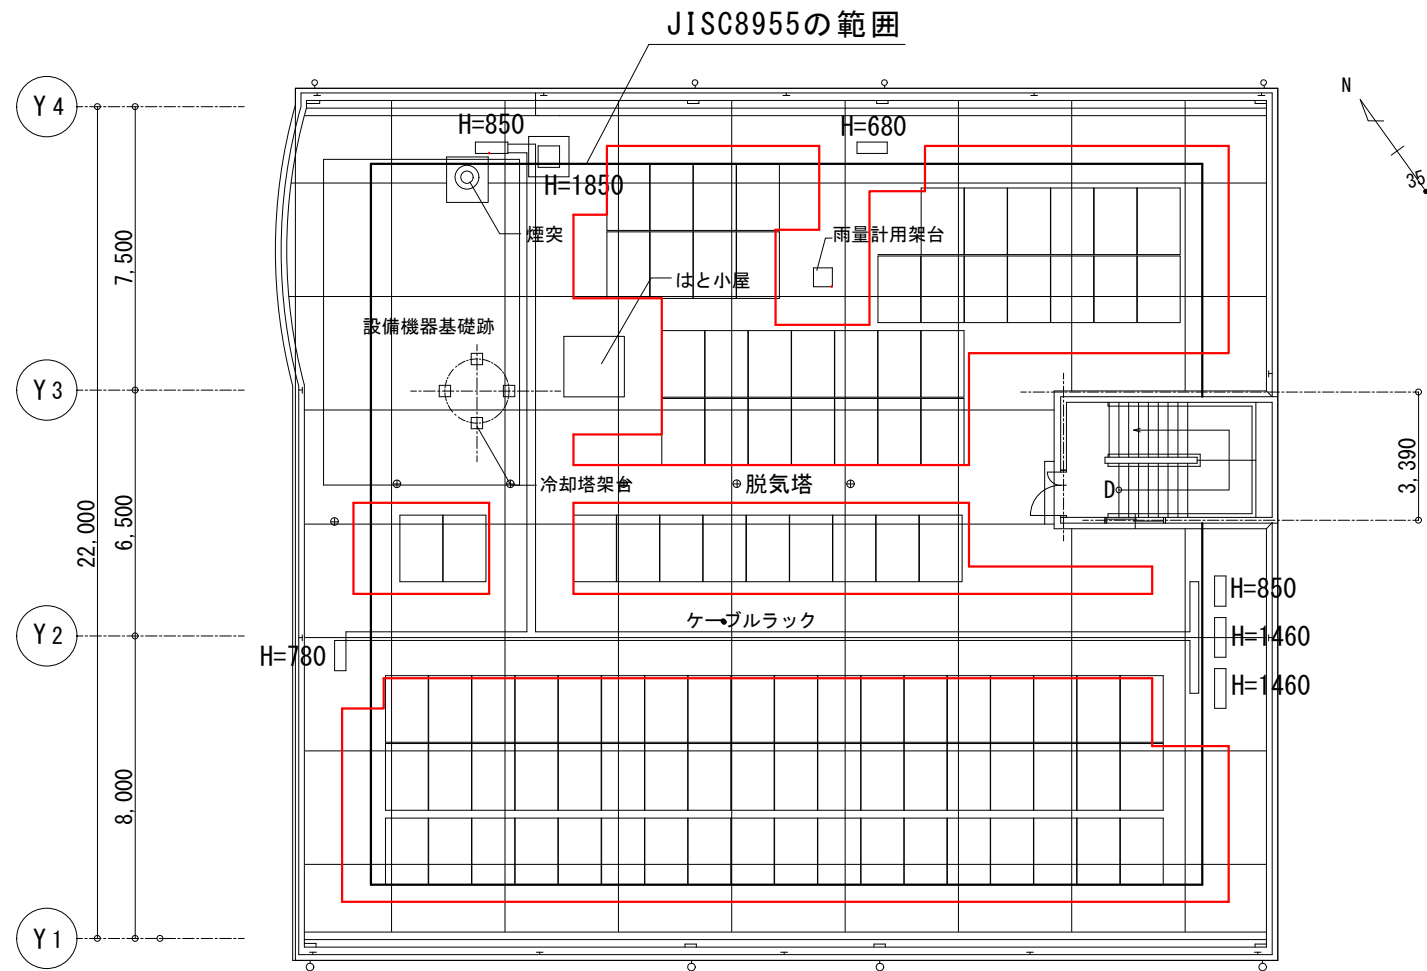 JISC8955の範囲
N
35
Y4
H=850
H=680
H=1850
煙突
雨量計用架台
7,500
はと小屋
設備機器基礎跡
Y3
3,390
冷却塔架台
脱気塔
D
22,000
6,500
H=850
ケーブルラック
Y2
H=1460
H=780
H=1460
8,000
Y1